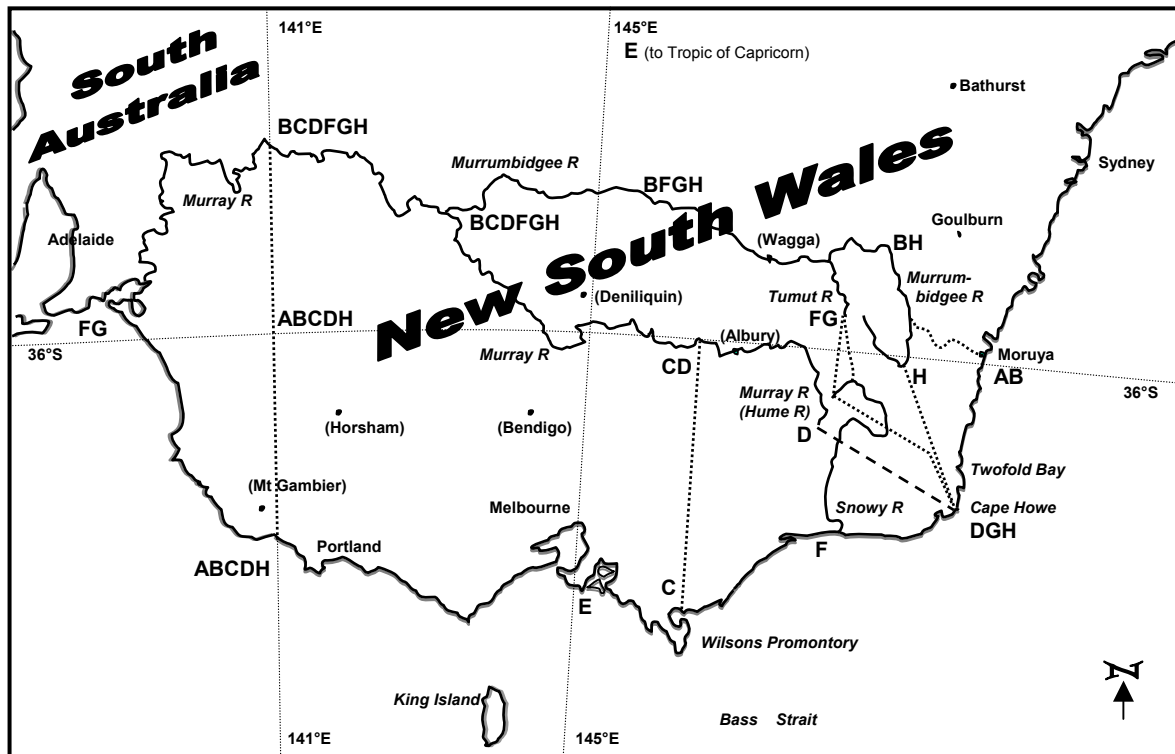 141°E
145°E
E (to Tropic of Capricorn)
South
Australia
Bathurst
BCDFGH
Murrumbidgee R
Sydney
Murray R
BFGH
BCDFGH
Goulburn
Adelaide
(Wagga)
BH
New South Wales
(Deniliquin)
Tumut R
Murrum-
bidgee R
FG
ABCDH
FG
36°S
Murray R
(Albury)
Moruya
CD
H
AB
36°S
Murray R
(Hume R)
(Horsham)
(Bendigo)
D
Twofold Bay
(Mt Gambier)
Melbourne
Snowy R
Cape Howe
DGH
Portland
F
ABCDH
C
E
Wilsons Promontory
N
King Island
Bass Strait
141°E
145°E